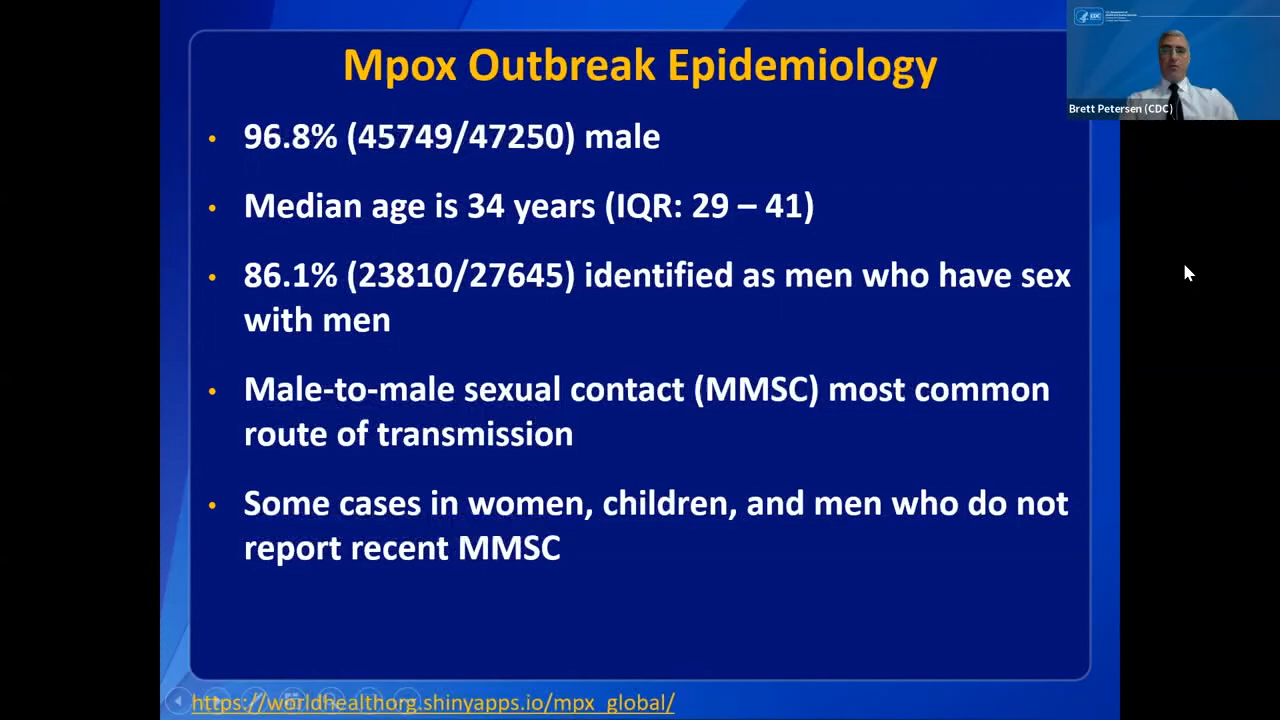 Mpox Outbreak Epidemiology
• 96.8% (45749/47250) male
• Median age is 34 years (IQR: 29 – 41)
• 86.1% (23810/27645) identified as men who have sex
with men
• Male-to-male sexual contact (MMSC) most common
route of transmission
• Some cases in women, children, and men who do not
report recent MMSC
https://worldhealthorg.shinyapps.io/mpx_global/
CDC
Brett Petersen (CDC)